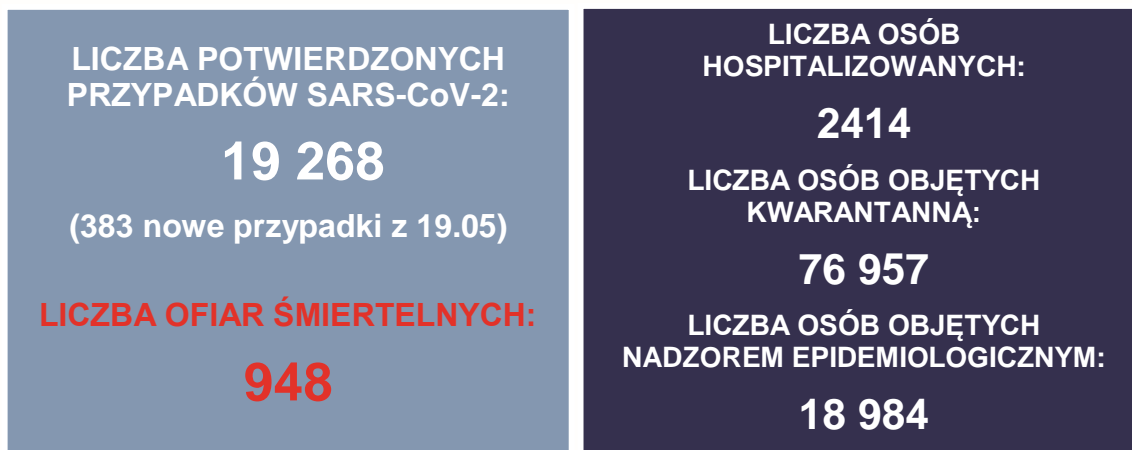 LICZBA POTWIERDZONYCH
PRZYPADKÓW SARS-CoV-2:
19 268
(383 nowe przypadki z 19.05)
LICZBA OFIAR ŚMIERTELNYCH:
948
LICZBA OSÓB
HOSPITALIZOWANYCH:
2414
LICZBA OSÓB OBJĘTYCH
KWARANTANNĄ:
76 957
LICZBA OSÓB OBJĘTYCH
NADZOREM EPIDEMIOLOGICZNYM:
18 984